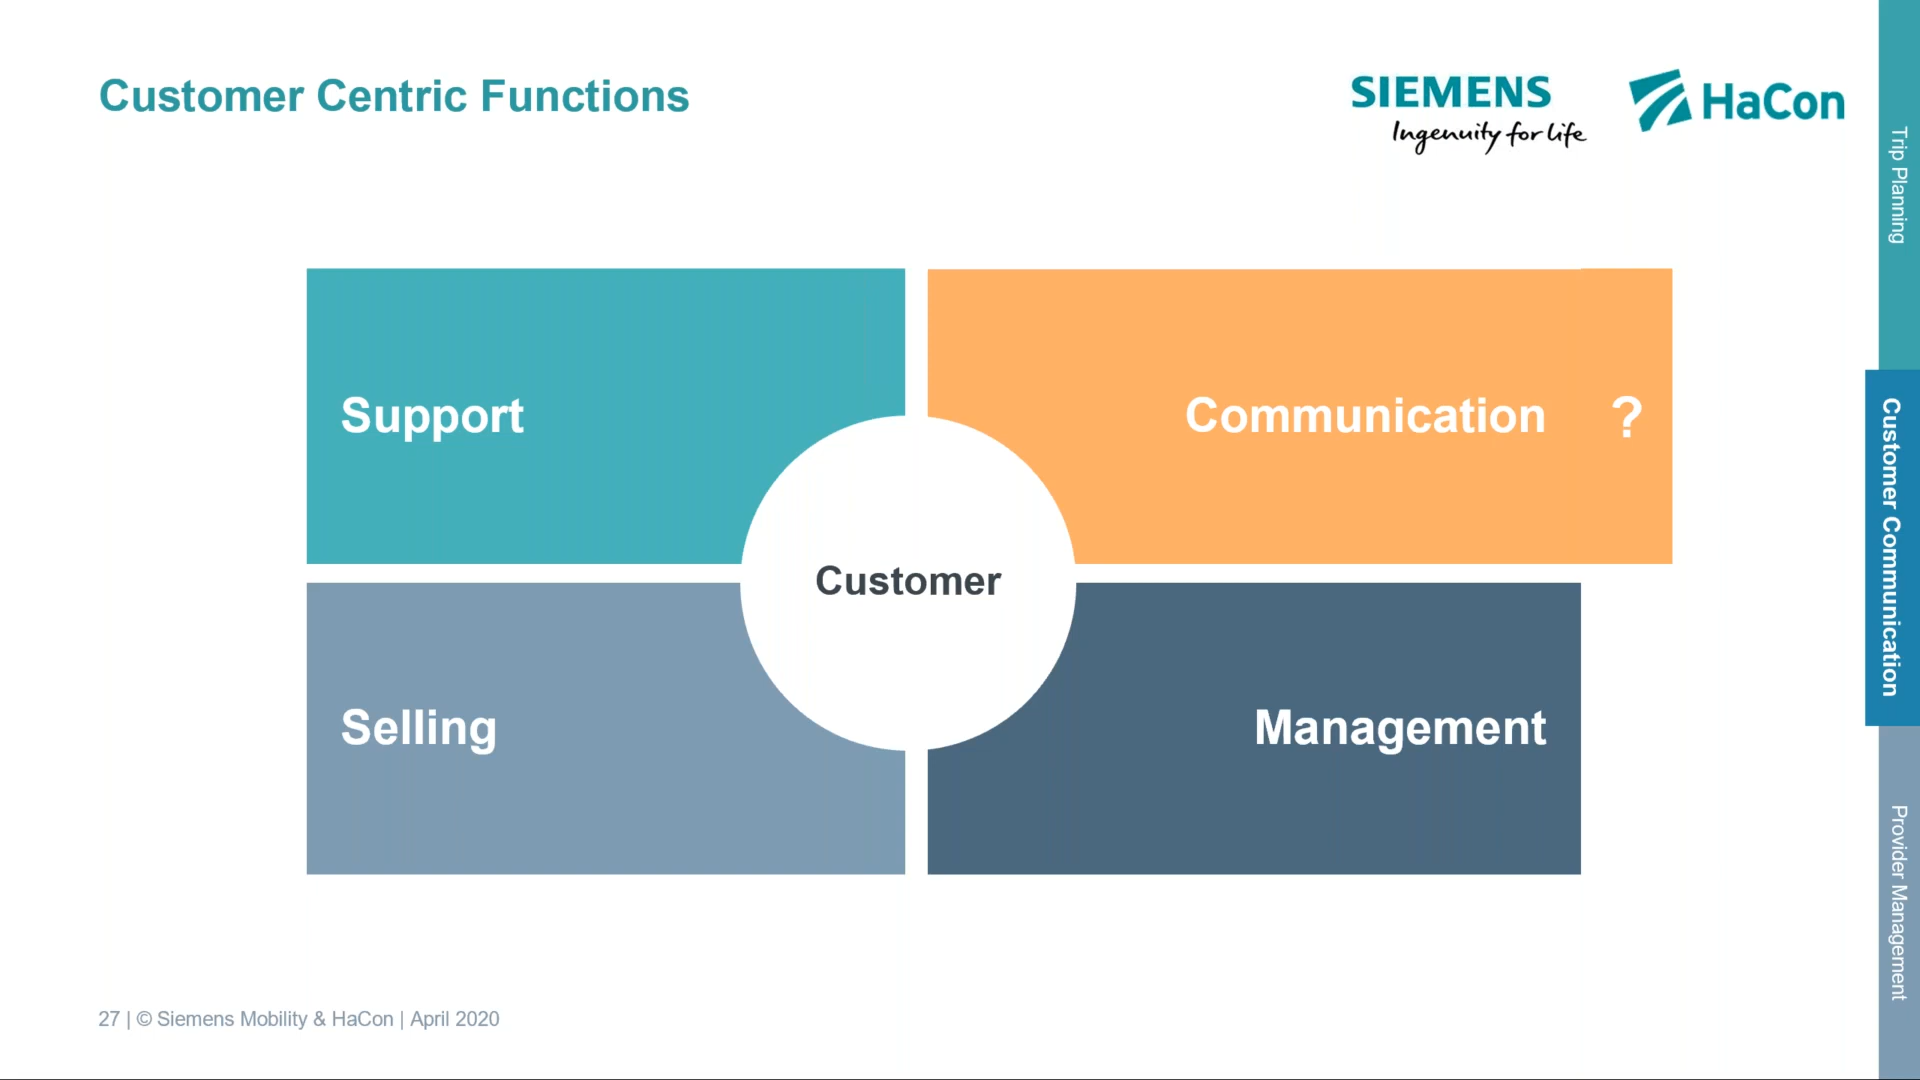 Customer Centric Functions
SIEMENS
Ingenuity for life
HaCon
Trip Planning
Support
Communication ?
Customer
Customer Communication
Selling
Management
Provider Management
27 | © Siemens Mobility & HaCon | April 2020